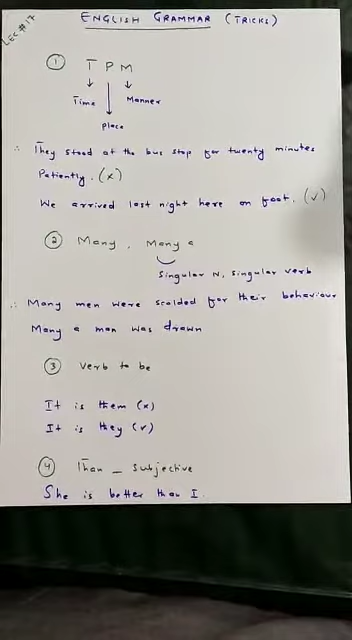 LEC # 17
ENGLISH GRAMMAR (TRICKS)
① T P M
Time Manner
Place
∴ They stood at the bus stop for twenty minutes
Patiently. (x)
We arrived last night here on foot. (✓)
② Many, Many a
Singular N, singular verb
∴ Many men were scolded for their behaviour
Many a man was drawn
③ Verb to be
It is them (x)
It is they (✓)
④ Than _ Subjective
She is better than I.